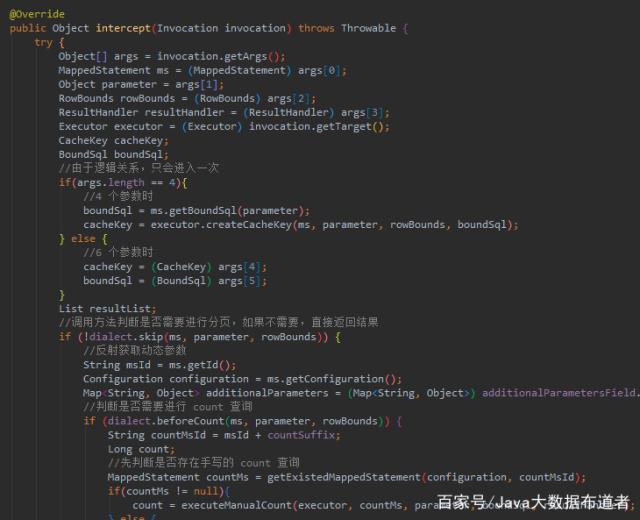 @Override
public Object intercept(Invocation invocation) throws Throwable {
    try {
        Object[] args = invocation.getArgs();
        MappedStatement ms = (MappedStatement) args[0];
        Object parameter = args[1];
        RowBounds rowBounds = (RowBounds) args[2];
        ResultHandler resultHandler = (ResultHandler) args[3];
        Executor executor = (Executor) invocation.getTarget();
        CacheKey cacheKey;
        BoundSql boundSql;
        //由于逻辑关系，只会进入一次
        if(args.length == 4){
            //4 个参数时
            boundSql = ms.getBoundSql(parameter);
            cacheKey = executor.createCacheKey(ms, parameter, rowBounds, boundSql);
        } else {
            //6 个参数时
            cacheKey = (CacheKey) args[4];
            boundSql = (BoundSql) args[5];
        }
        List resultList;
        //调用方法判断是否需要进行分页，如果不需要，直接返回结果
        if (!dialect.skip(ms, parameter, rowBounds)) {
            //反射获取动态参数
            String msId = ms.getId();
            Configuration configuration = ms.getConfiguration();
            Map<String, Object> additionalParameters = (Map<String, Object>) additionalParametersField.
            //判断是否需要进行 count 查询
            if (dialect.beforeCount(ms, parameter, rowBounds)) {
                String countMsId = msId + countSuffix;
                Long count;
                //先判断是否存在手写的 count 查询
                MappedStatement countMs = getExistedMappedStatement(configuration, countMsId);
                if(countMs != null){
                    count = executeManualCount(executor, countMs,
                } else {
百家号/Java大数据布道者